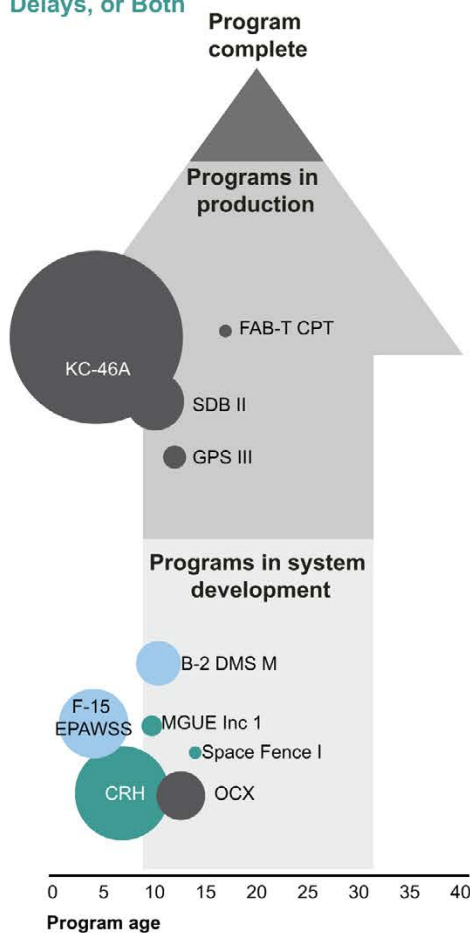 Delays, or Both
Program
complete
Programs in
production
FAB-T CPT
KC-46A
SDB II
GPS III
Programs in system
development
B-2 DMS M
F-15
EPAWSS
MGUE Inc 1
Space Fence I
CRH
OCX
0 5 10 15 20 25 30 35 40
Program age